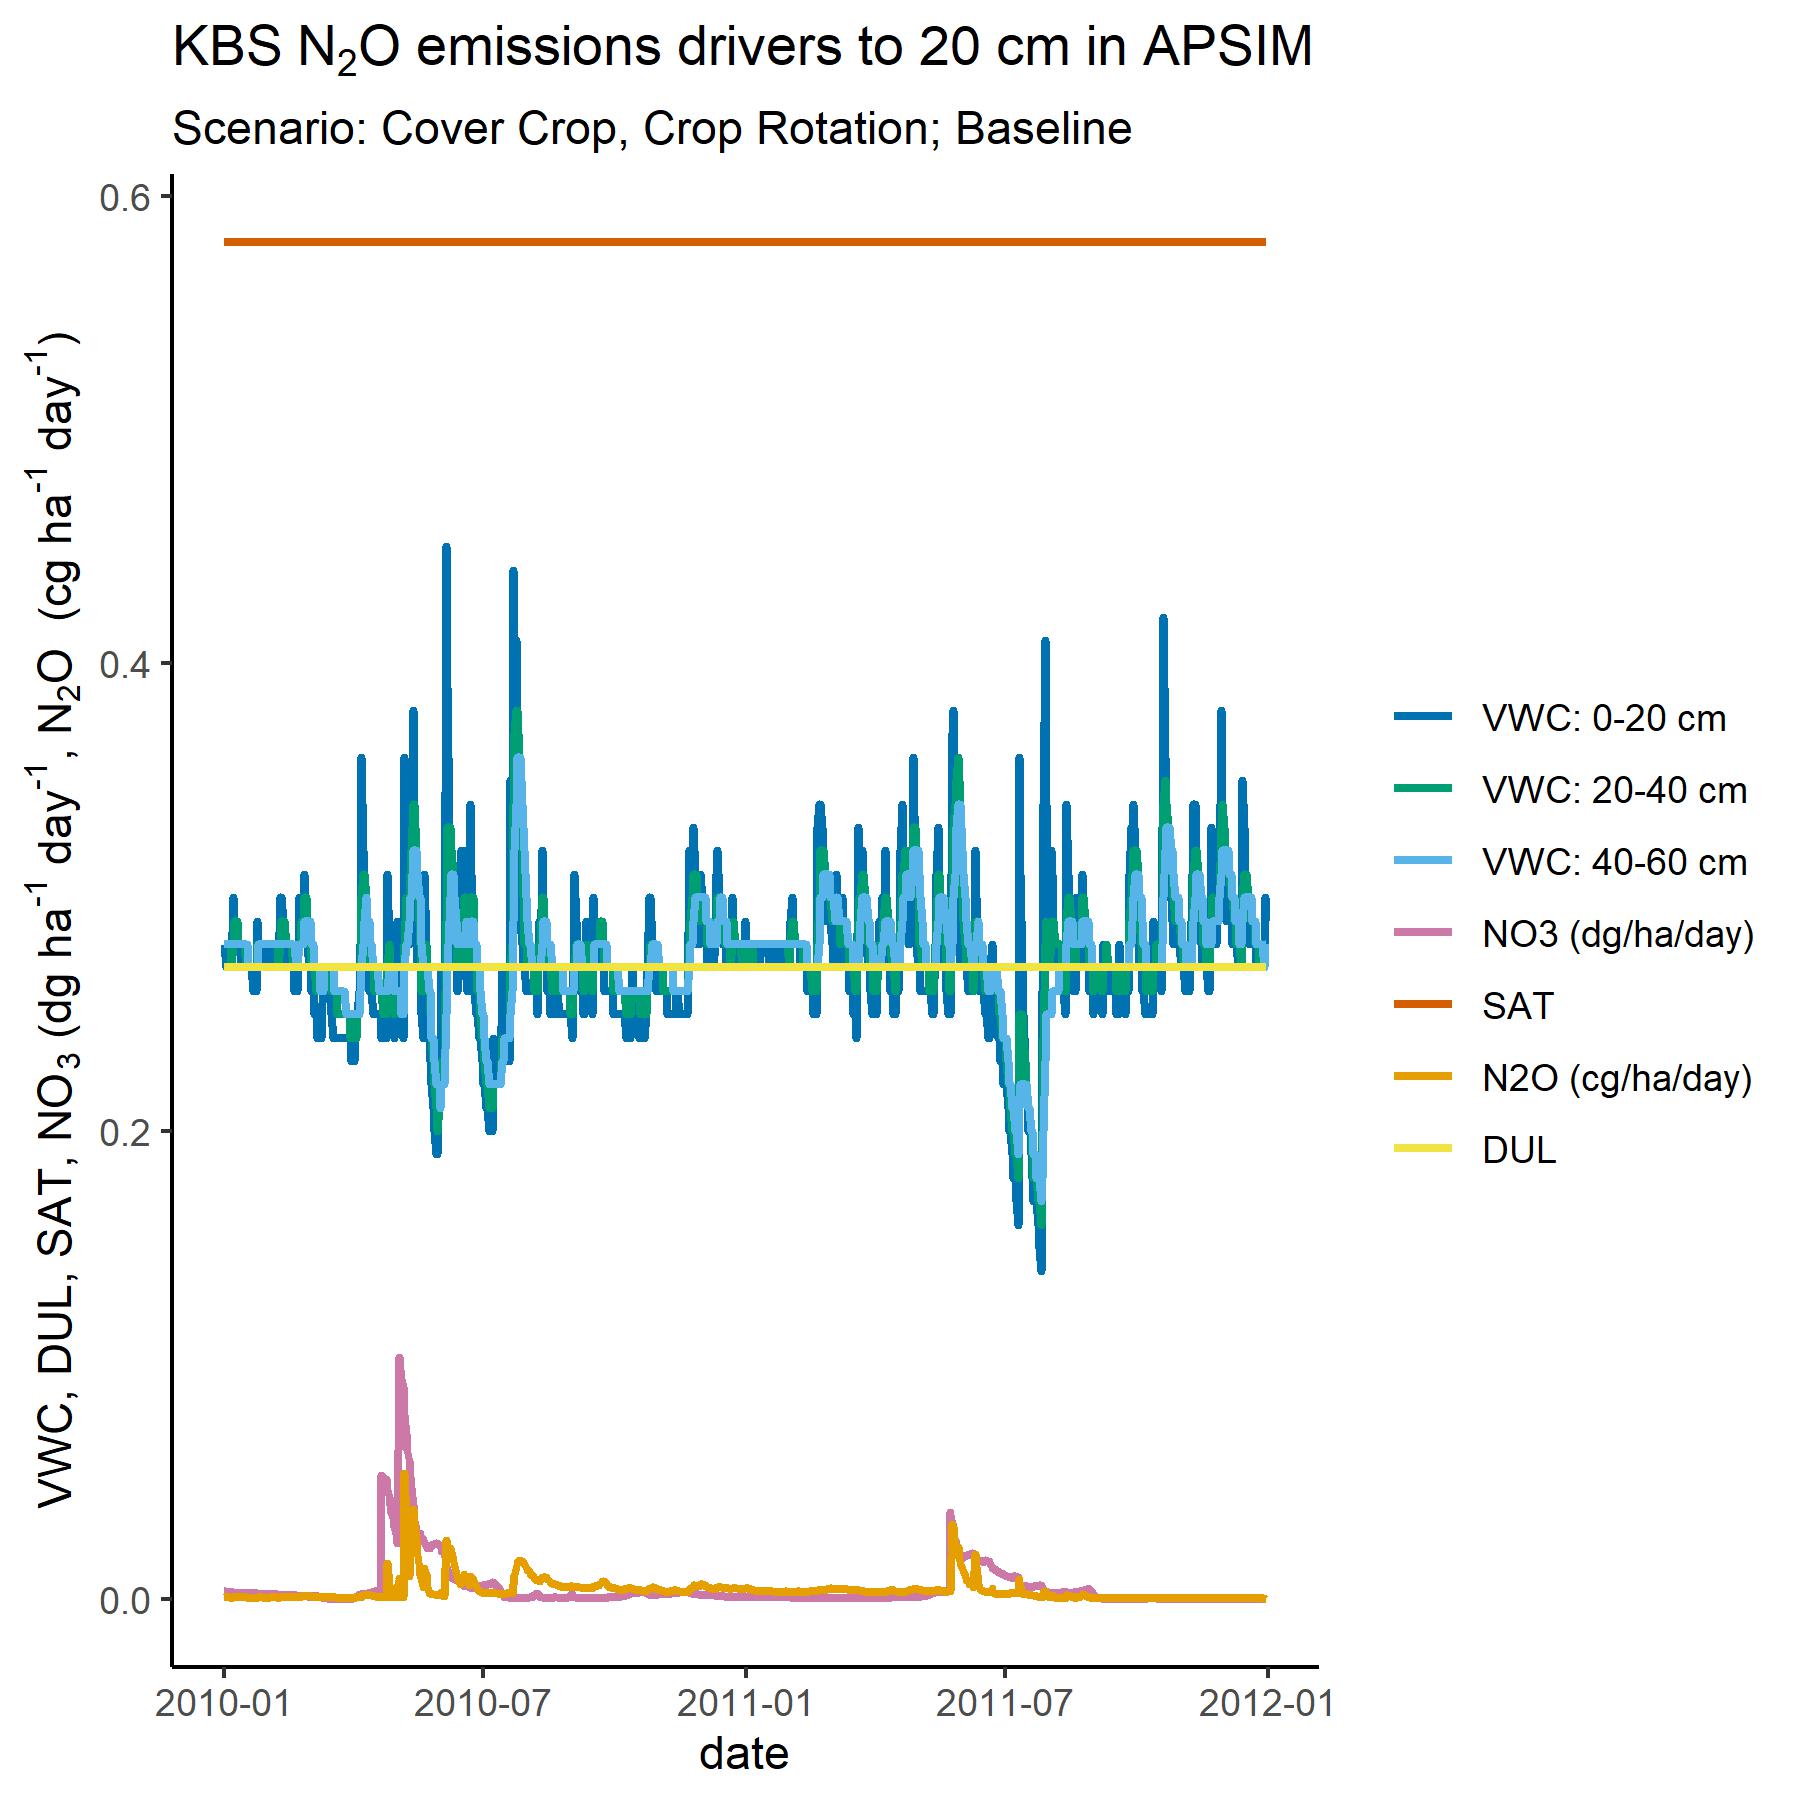 KBS N₂O emissions drivers to 20 cm in APSIM
Scenario: Cover Crop, Crop Rotation; Baseline
VWC, DUL, SAT, NO₃ (dg ha⁻¹ day⁻¹, N₂O (cg ha⁻¹ day⁻¹)
0.6
0.4
0.2
0.0
VWC: 0-20 cm
VWC: 20-40 cm
VWC: 40-60 cm
NO3 (dg/ha/day)
SAT
N2O (cg/ha/day)
DUL
2010-01 2010-07 2011-01 2011-07 2012-01
date